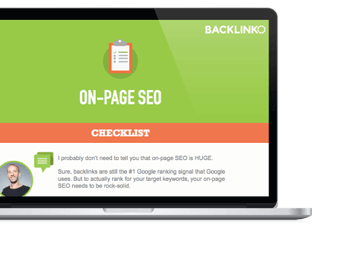 BACKLINKO
ON-PAGE SEO
CHECKLIST
I probably don't need to tell you that on-page SEO is HUGE.
Sure, backlinks are still the #1 Google ranking signal that Google
uses. But to actually rank for your target keywords, your on-page
SEO needs to be rock-solid.